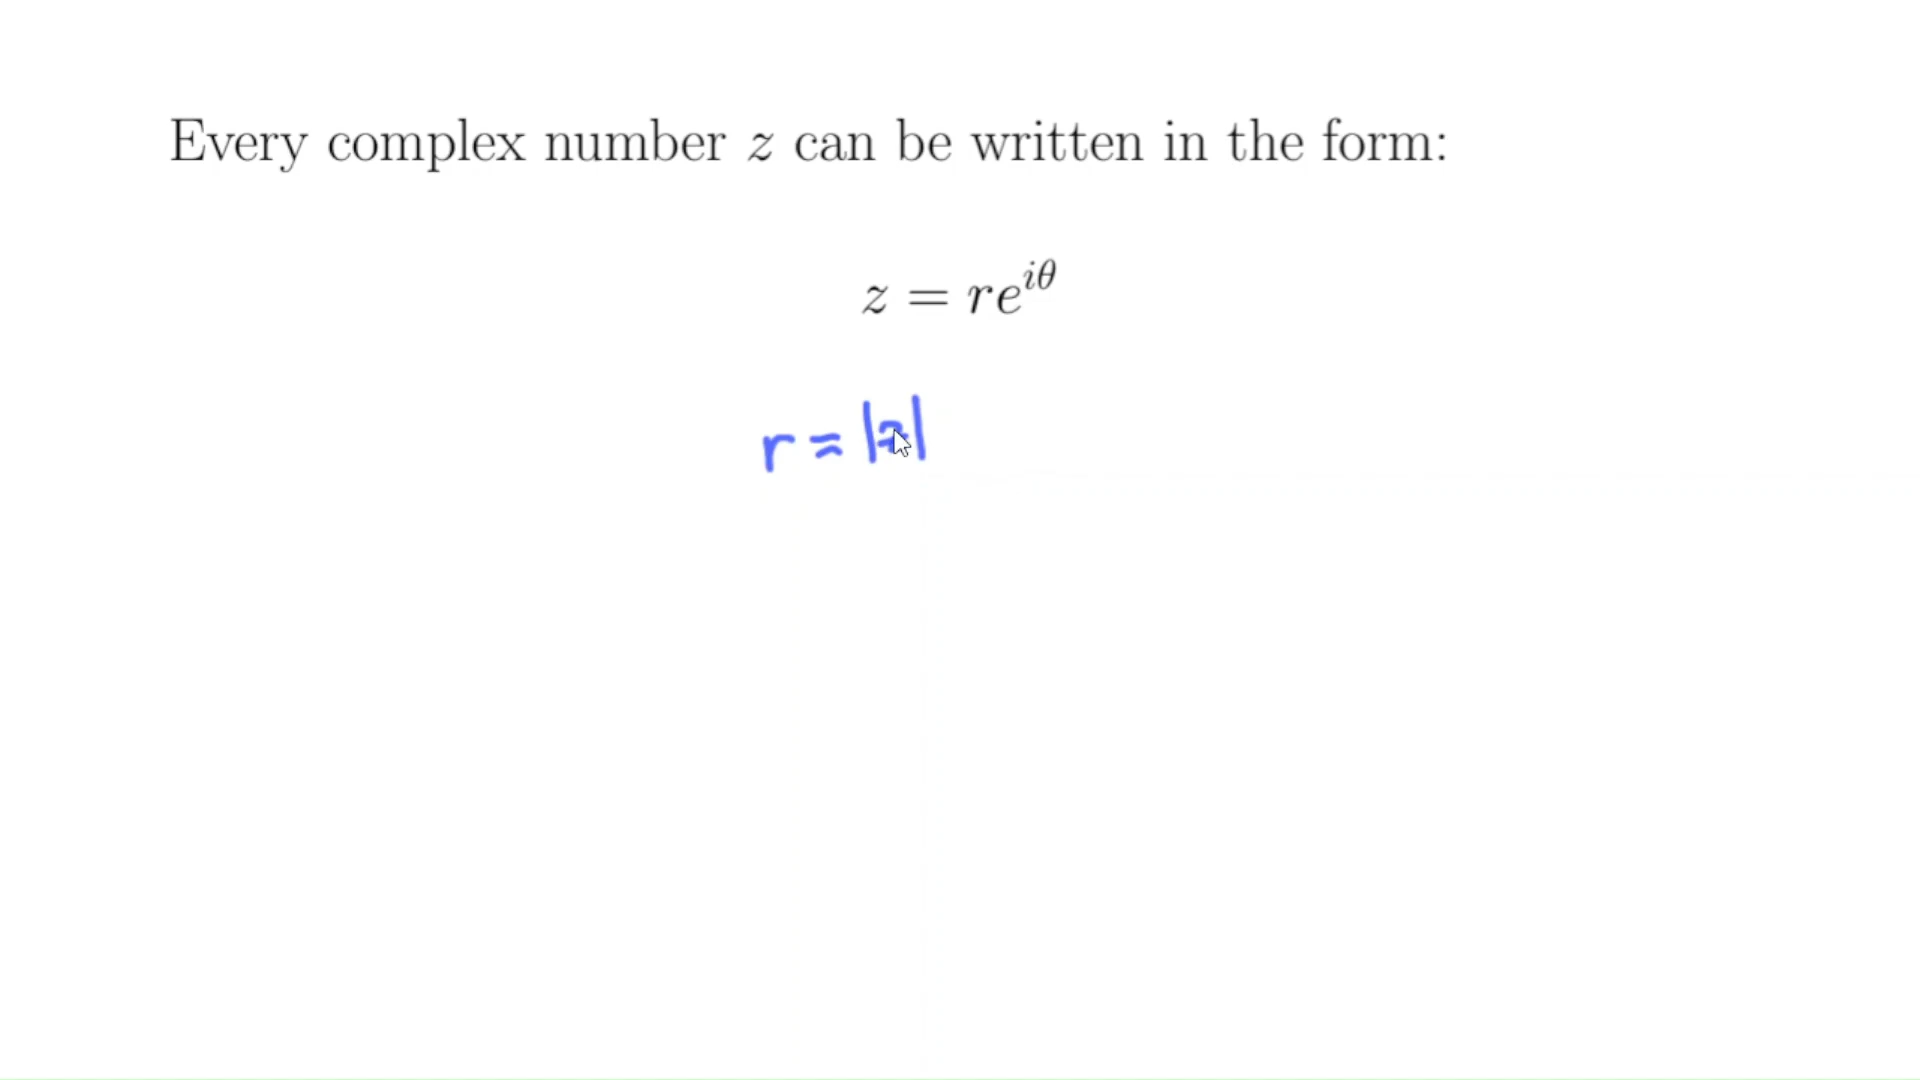 Every complex number z can be written in the form:
z = re^{iθ}
r = |z|